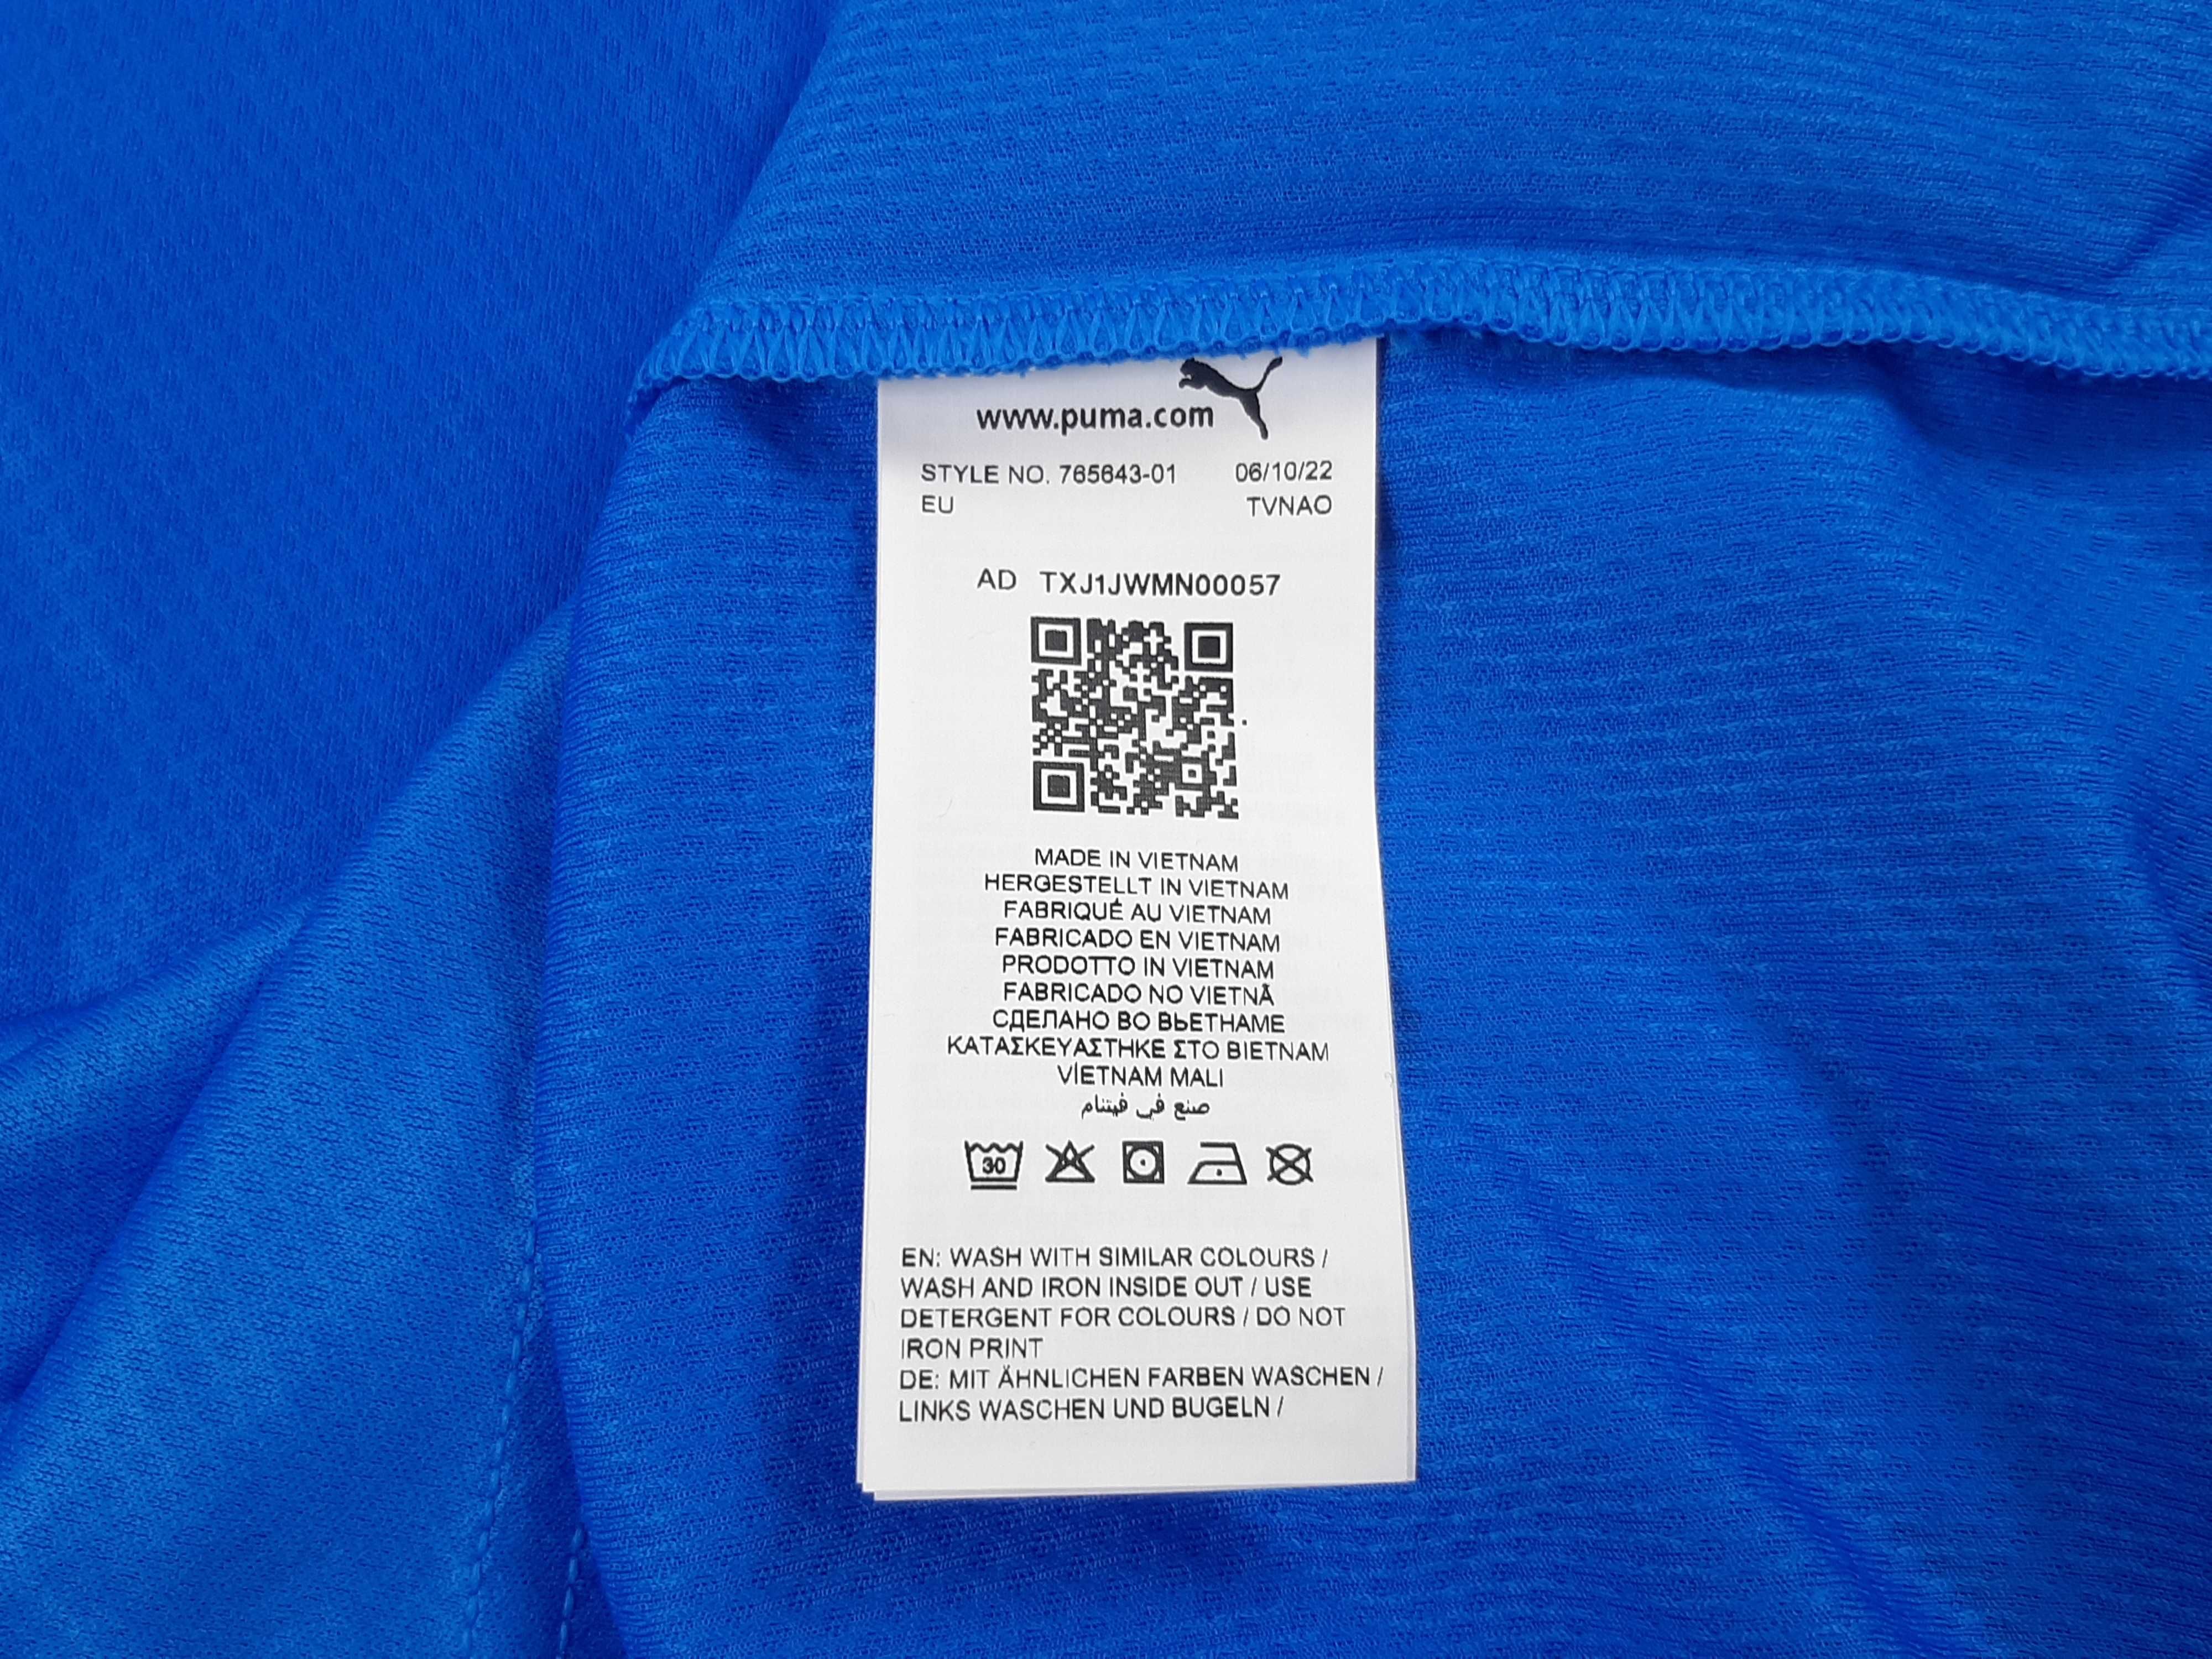 www.puma.com
STYLE NO. 765643-01 06/10/22
EU TVNAO
AD TXJ1JWMN00057
MADE IN VIETNAM
HERGESTELLT IN VIETNAM
FABRIQUÉ AU VIETNAM
FABRICADO EN VIETNAM
PRODOTTO IN VIETNAM
FABRICADO NO VIETNÃ
СДЕЛАНО ВО ВЬЕТНАМЕ
ΚΑΤΑΣΚΕΥΑΣΤΗΚΕ ΣΤΟ ΒΙΕΤΝΑΜ
VİETNAM MALI
صنع في فيتنام
30
EN: WASH WITH SIMILAR COLOURS /
WASH AND IRON INSIDE OUT / USE
DETERGENT FOR COLOURS / DO NOT
IRON PRINT
DE: MIT ÄHNLICHEN FARBEN WASCHEN /
LINKS WASCHEN UND BUGELN /